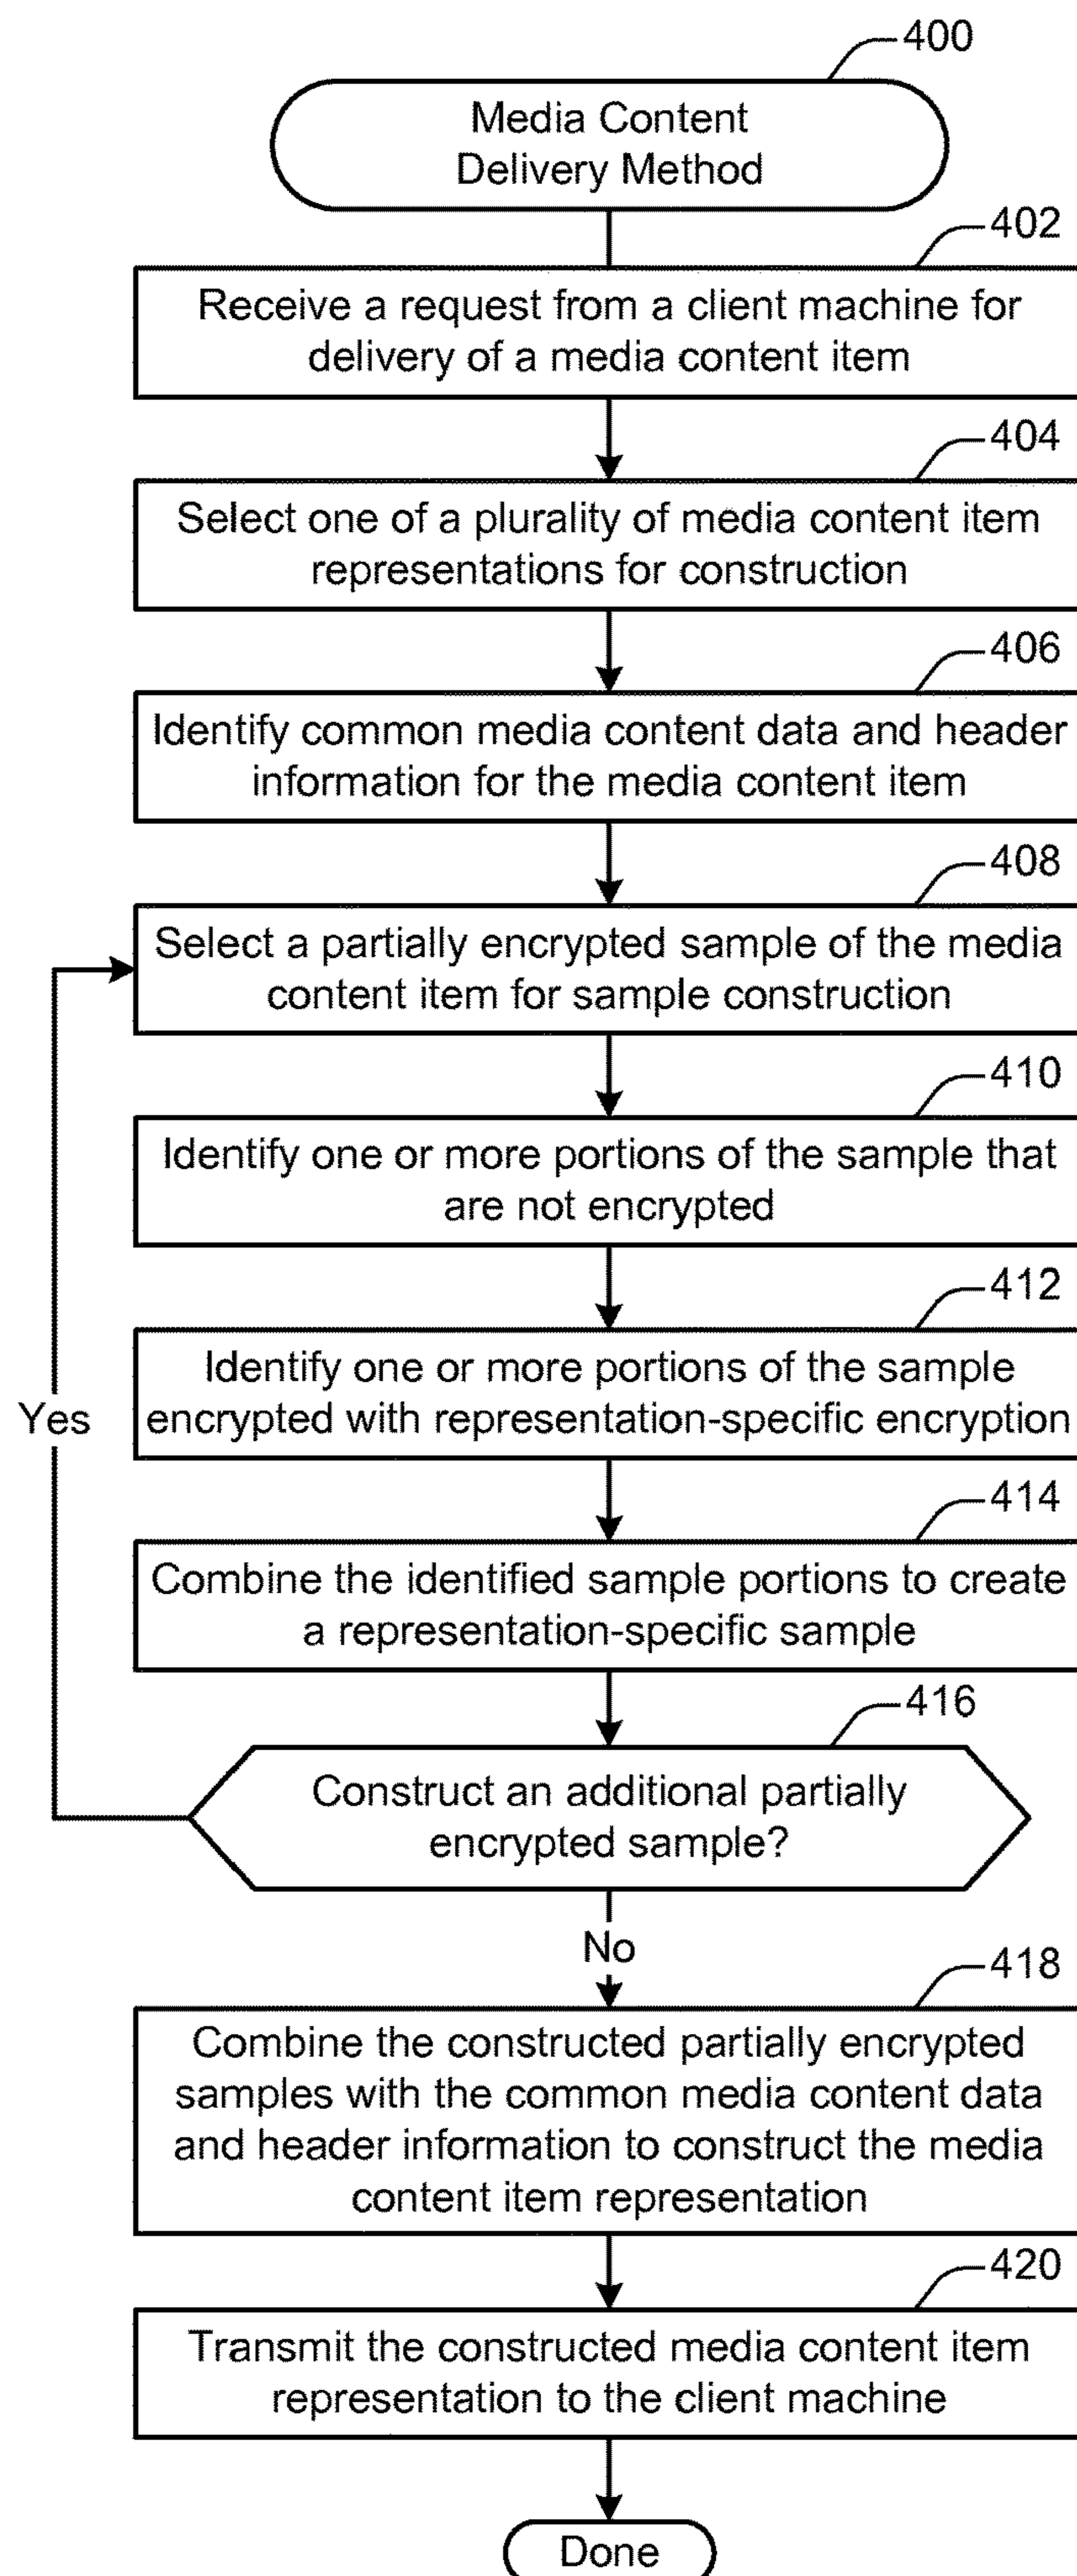 400
Media Content
Delivery Method
402
Receive a request from a client machine for
delivery of a media content item
404
Select one of a plurality of media content item
representations for construction
406
Identify common media content data and header
information for the media content item
408
Select a partially encrypted sample of the media
content item for sample construction
410
Identify one or more portions of the sample that
are not encrypted
412
Identify one or more portions of the sample
encrypted with representation-specific encryption
Yes
414
Combine the identified sample portions to create
a representation-specific sample
416
Construct an additional partially
encrypted sample?
No
418
Combine the constructed partially encrypted
samples with the common media content data
and header information to construct the media
content item representation
420
Transmit the constructed media content item
representation to the client machine
Done